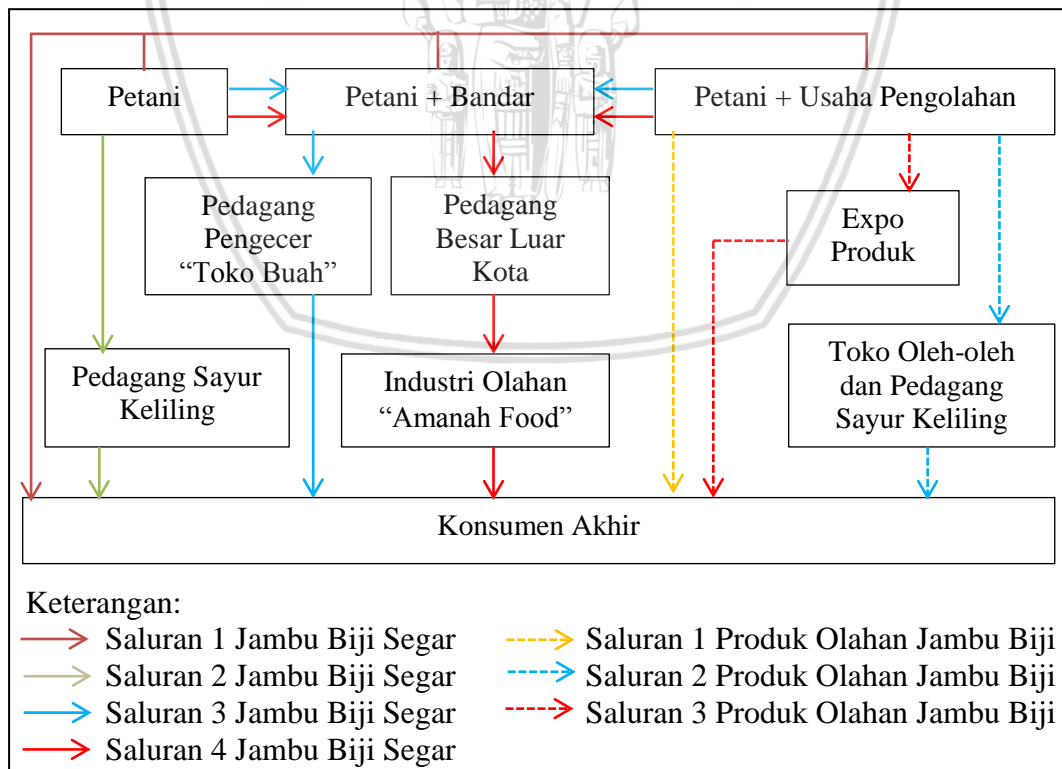 Petani
Petani + Bandar
Petani + Usaha Pengolahan
Pedagang
Pengecer
“Toko Buah”
Pedagang
Besar Luar
Kota
Expo
Produk
Pedagang Sayur
Keliling
Industri Olahan
“Amanah Food”
Toko Oleh-oleh
dan Pedagang
Sayur Keliling
Konsumen Akhir
Keterangan:
Saluran 1 Jambu Biji Segar
Saluran 2 Jambu Biji Segar
Saluran 3 Jambu Biji Segar
Saluran 4 Jambu Biji Segar
Saluran 1 Produk Olahan Jambu Biji
Saluran 2 Produk Olahan Jambu Biji
Saluran 3 Produk Olahan Jambu Biji